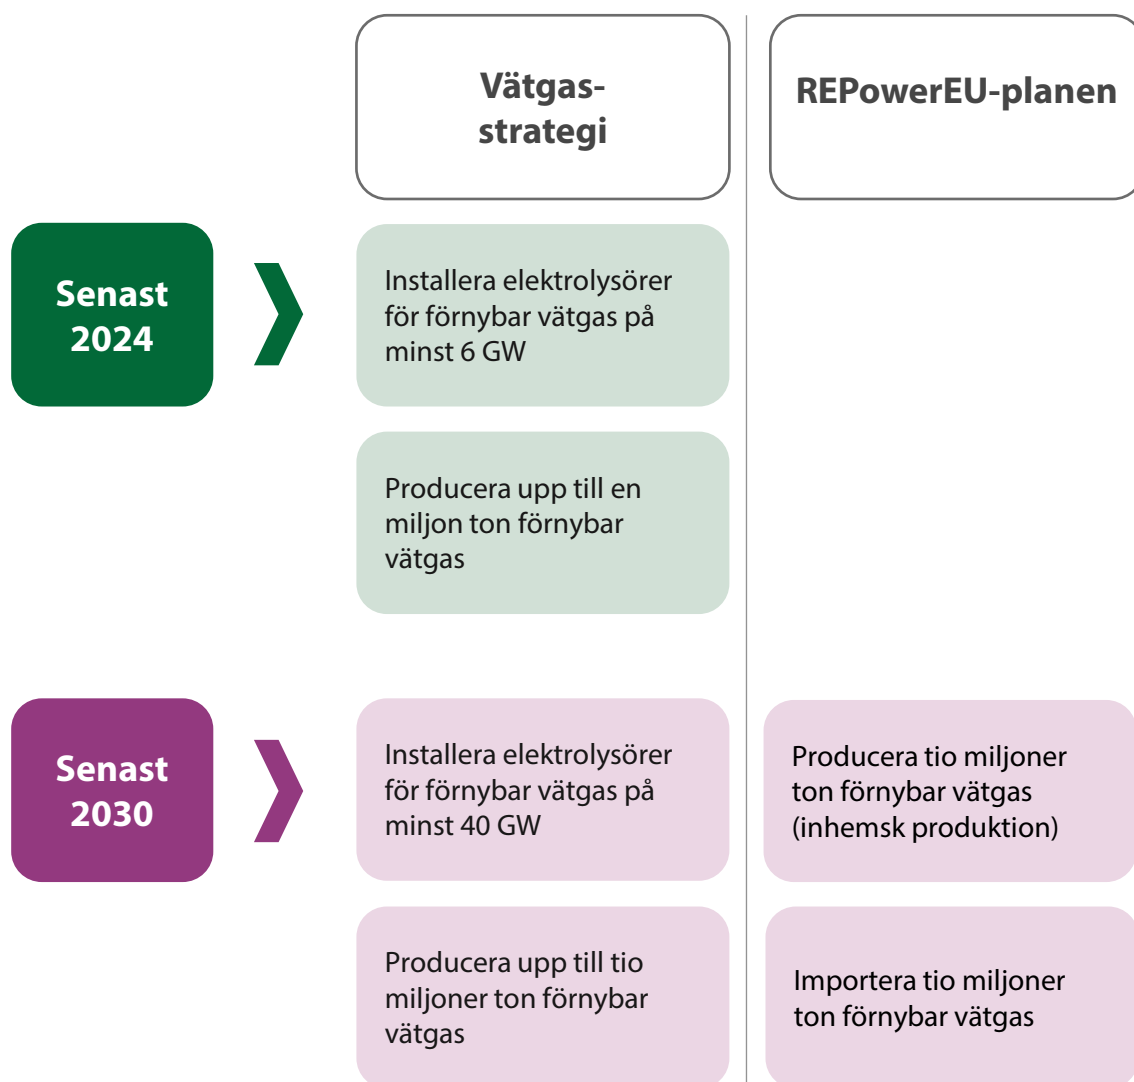 Vätgas-
strategi
REPowerEU-planen
Senast
2024
Installera elektrolysörer
för förnybar vätgas på
minst 6 GW
Producera upp till en
miljon ton förnybar
vätgas
Senast
2030
Installera elektrolysörer
för förnybar vätgas på
minst 40 GW
Producera tio miljoner
ton förnybar vätgas
(inhemsk produktion)
Producera upp till tio
miljoner ton förnybar
vätgas
Importera tio miljoner
ton förnybar vätgas